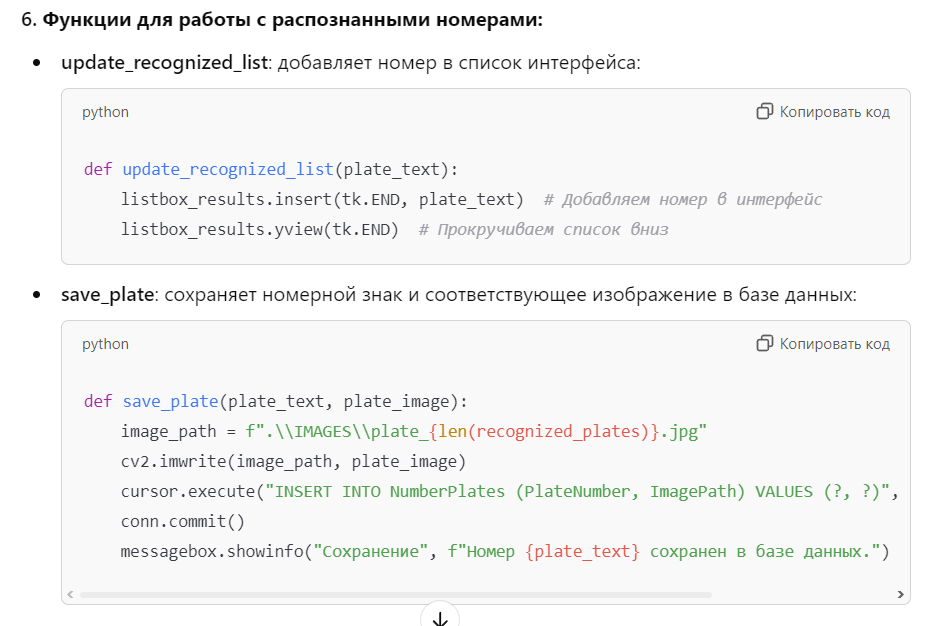 6. Функции для работы с распознанными номерами:
• update_recognized_list: добавляет номер в список интерфейса:
python
Копировать код
def update_recognized_list(plate_text):
    listbox_results.insert(tk.END, plate_text)  # Добавляем номер в интерфейс
    listbox_results.yview(tk.END)  # Прокручиваем список вниз
• save_plate: сохраняет номерной знак и соответствующее изображение в базе данных:
python
Копировать код
def save_plate(plate_text, plate_image):
    image_path = f".\\IMAGES\\plate_{len(recognized_plates)}.jpg"
    cv2.imwrite(image_path, plate_image)
    cursor.execute("INSERT INTO NumberPlates (PlateNumber, ImagePath) VALUES (?, ?)",
    conn.commit()
    messagebox.showinfo("Сохранение", f"Номер {plate_text} сохранен в базе данных.")